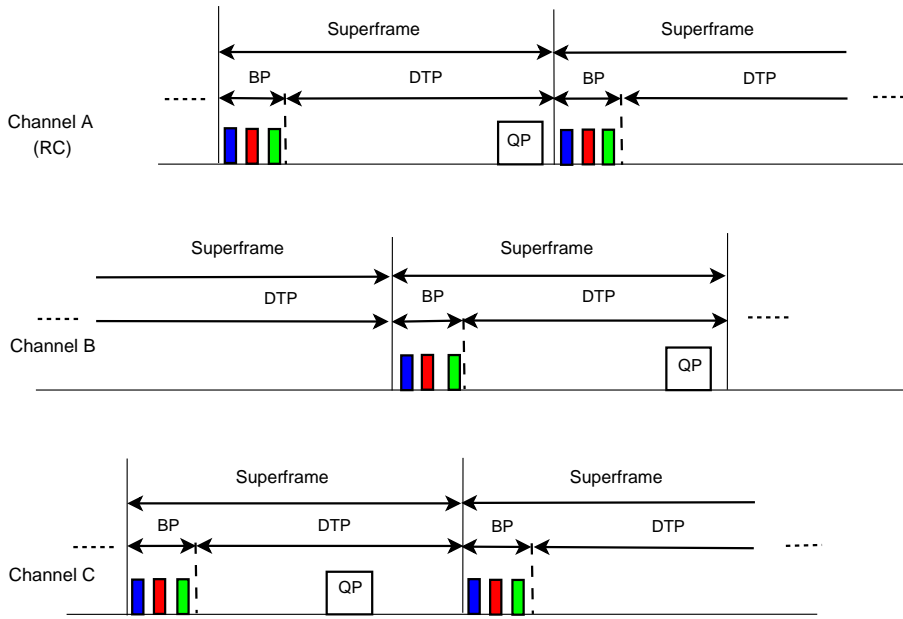 Superframe Superframe
BP DTP BP DTP
Channel A
(RC)
QP
Superframe Superframe
DTP BP DTP
Channel B
QP
Superframe Superframe
BP DTP BP DTP
Channel C
QP